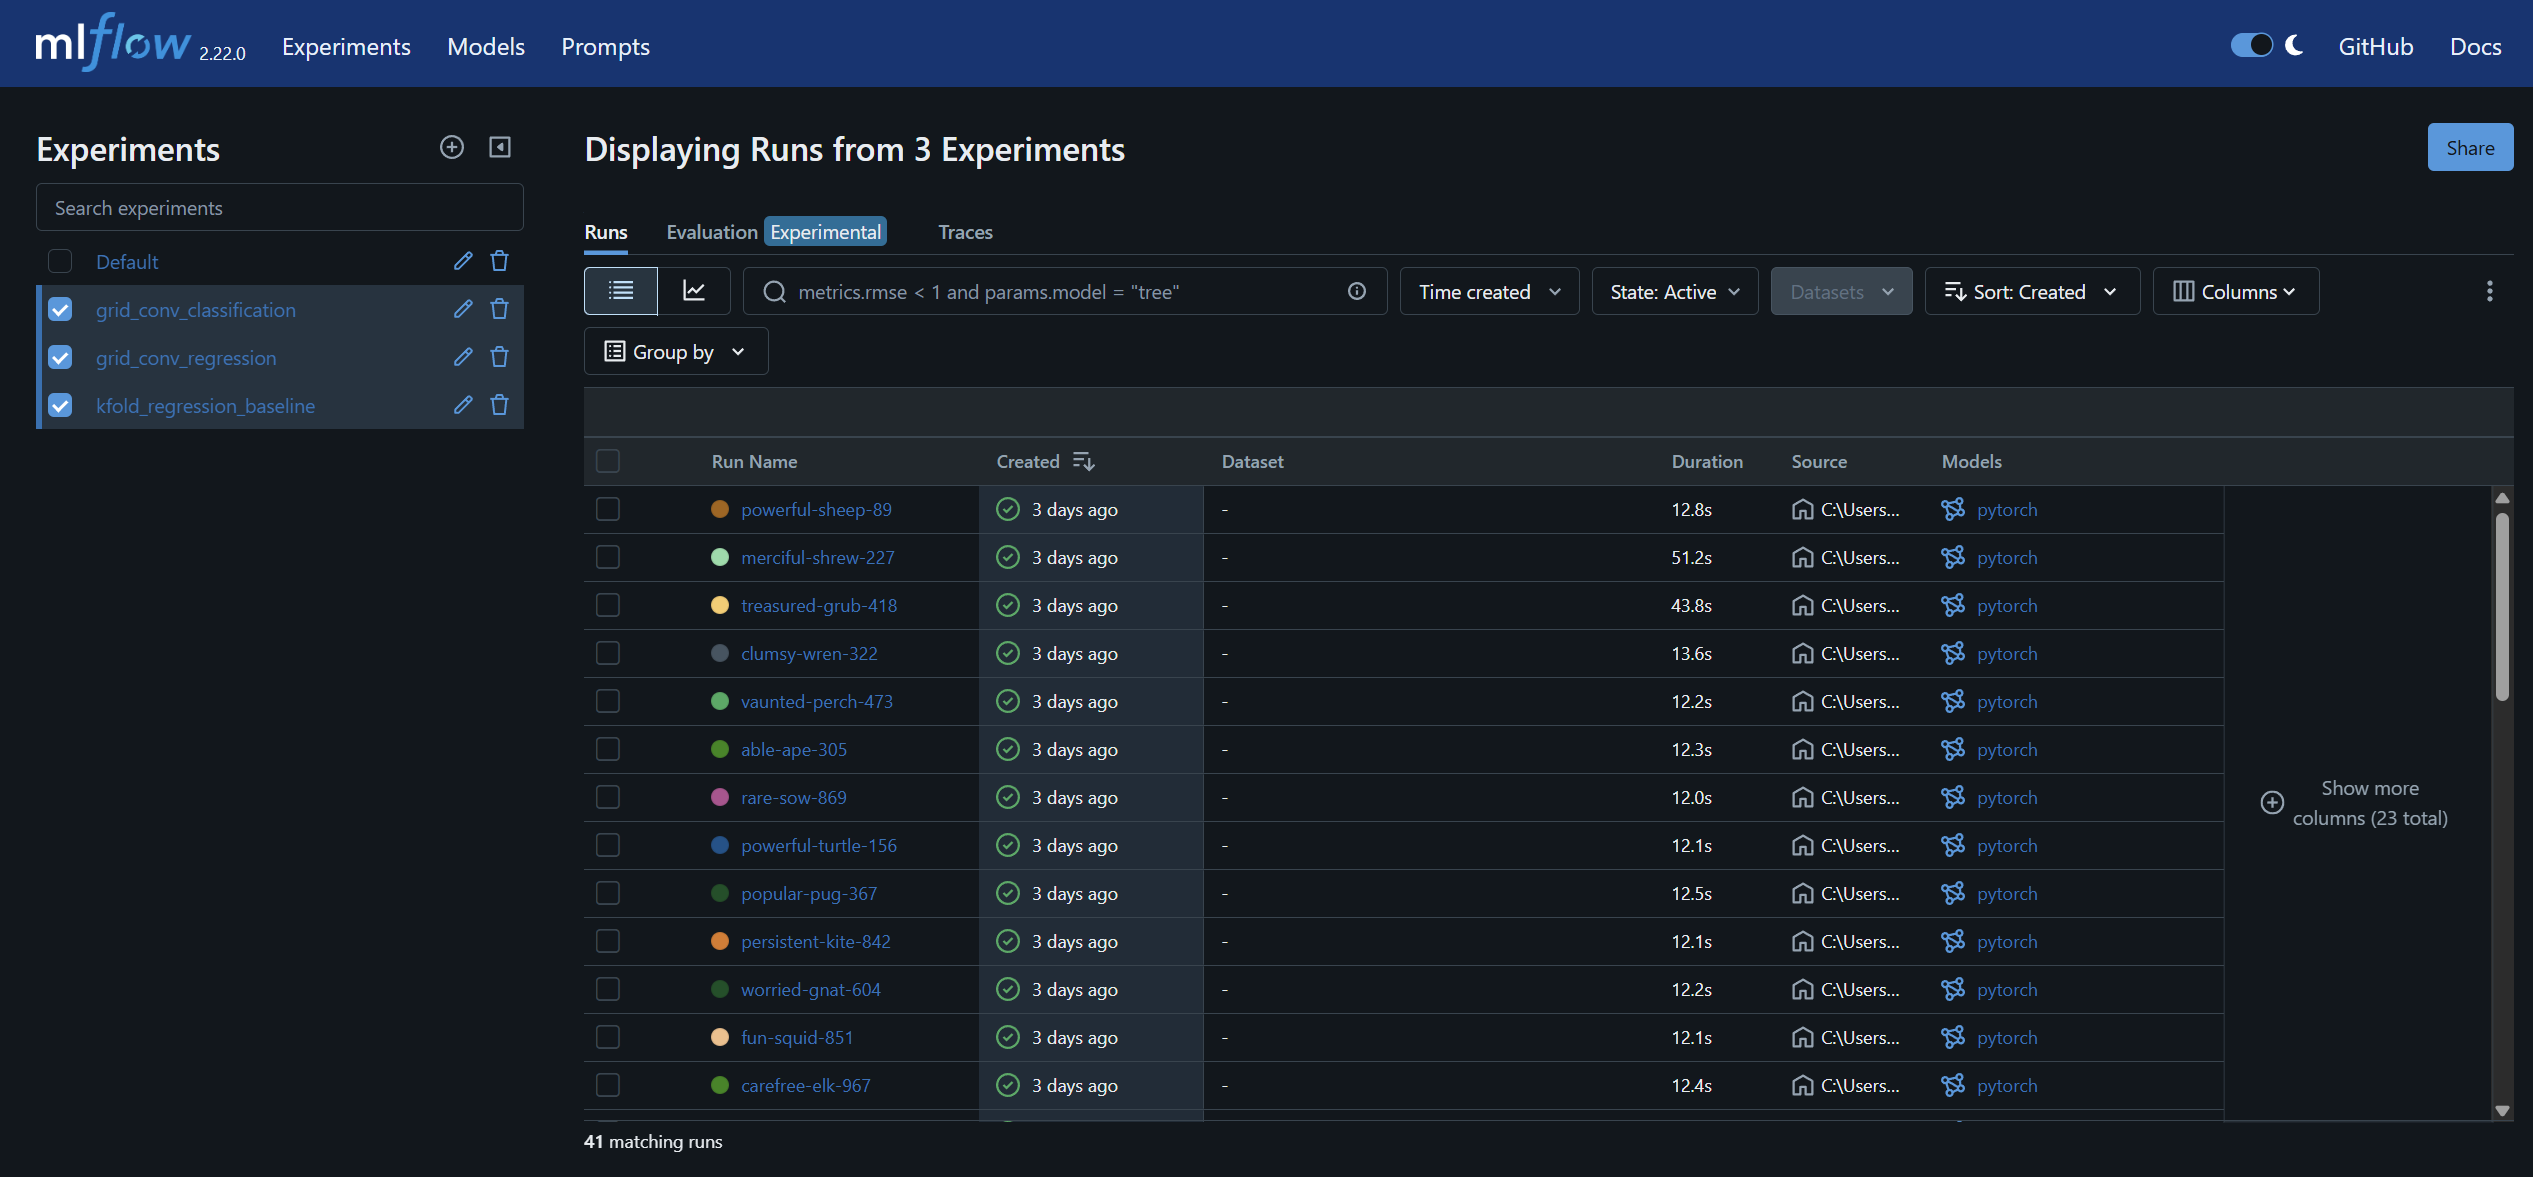 mlflow 2.22.0 Experiments Models Prompts GitHub Docs
Experiments
Search experiments
Default
grid_conv_classification
grid_conv_regression
kfold_regression_baseline
Displaying Runs from 3 Experiments
Share
Runs Evaluation Experimental Traces
metrics.rmse < 1 and params.model = "tree"
Time created State: Active Datasets Sort: Created Columns
Group by
Run Name Created Dataset Duration Source Models
powerful-sheep-89 3 days ago - 12.8s C:\Users... pytorch
merciful-shrew-227 3 days ago - 51.2s C:\Users... pytorch
treasured-grub-418 3 days ago - 43.8s C:\Users... pytorch
clumsy-wren-322 3 days ago - 13.6s C:\Users... pytorch
vaunted-perch-473 3 days ago - 12.2s C:\Users... pytorch
able-ape-305 3 days ago - 12.3s C:\Users... pytorch
rare-sow-869 3 days ago - 12.0s C:\Users... pytorch
powerful-turtle-156 3 days ago - 12.1s C:\Users... pytorch
popular-pug-367 3 days ago - 12.5s C:\Users... pytorch
persistent-kite-842 3 days ago - 12.1s C:\Users... pytorch
worried-gnat-604 3 days ago - 12.2s C:\Users... pytorch
fun-squid-851 3 days ago - 12.1s C:\Users... pytorch
carefree-elk-967 3 days ago - 12.4s C:\Users... pytorch
Show more
columns (23 total)
41 matching runs